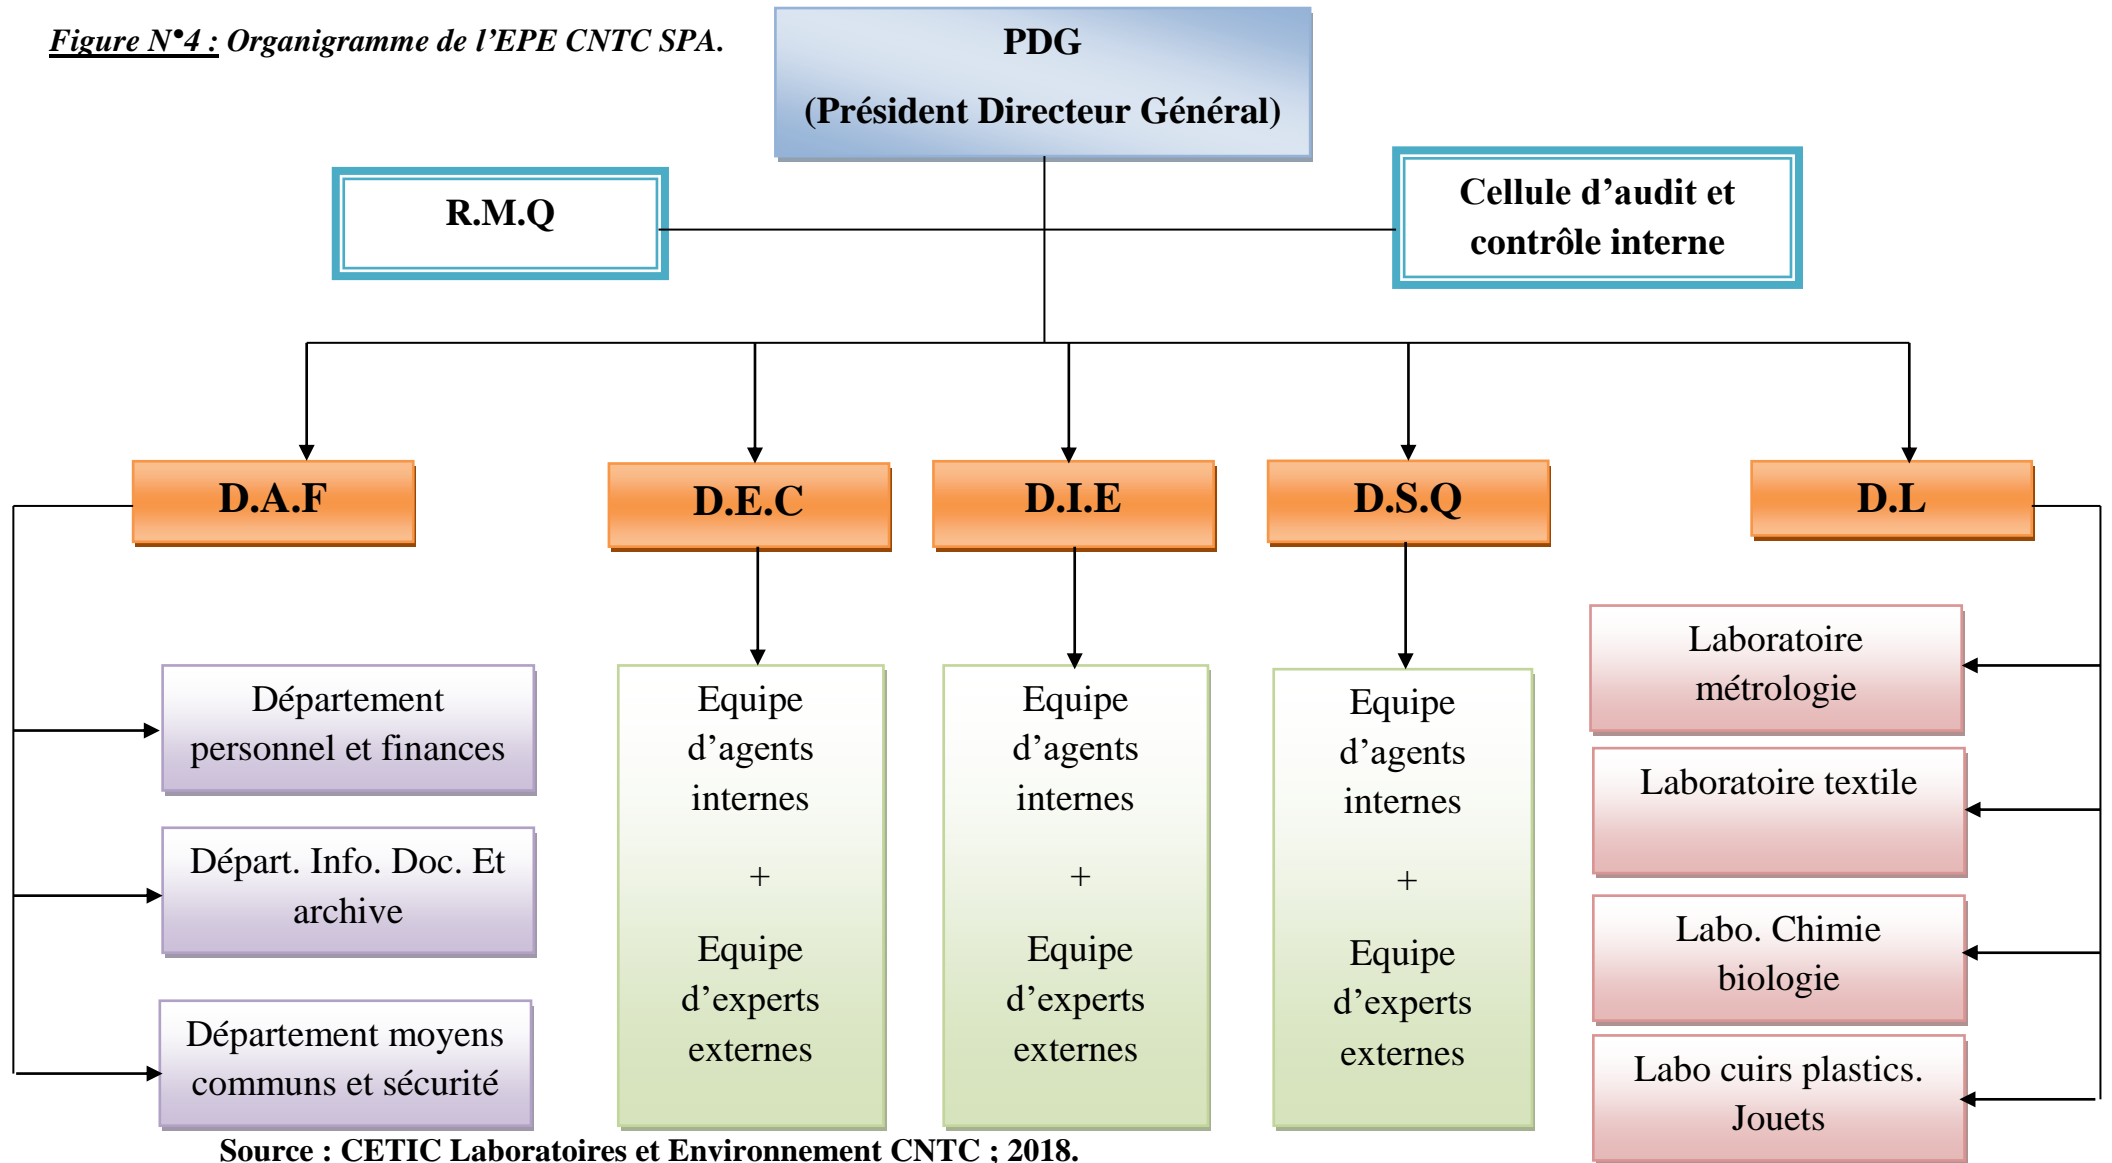 Figure N°4 : Organigramme de l’EPE CNTC SPA.
PDG
(Président Directeur Général)
R.M.Q
Cellule d’audit et
contrôle interne
D.A.F
D.E.C
D.I.E
D.S.Q
D.L
Département
personnel et finances
Départ. Info. Doc. Et
archive
Département moyens
communs et sécurité
Equipe
d’agents
internes
+
Equipe
d’experts
externes
Equipe
d’agents
internes
+
Equipe
d’experts
externes
Equipe
d’agents
internes
+
Equipe
d’experts
externes
Laboratoire
métrologie
Laboratoire textile
Labo. Chimie
biologie
Labo cuirs plastics.
Jouets
Source : CETIC Laboratoires et Environnement CNTC ; 2018.